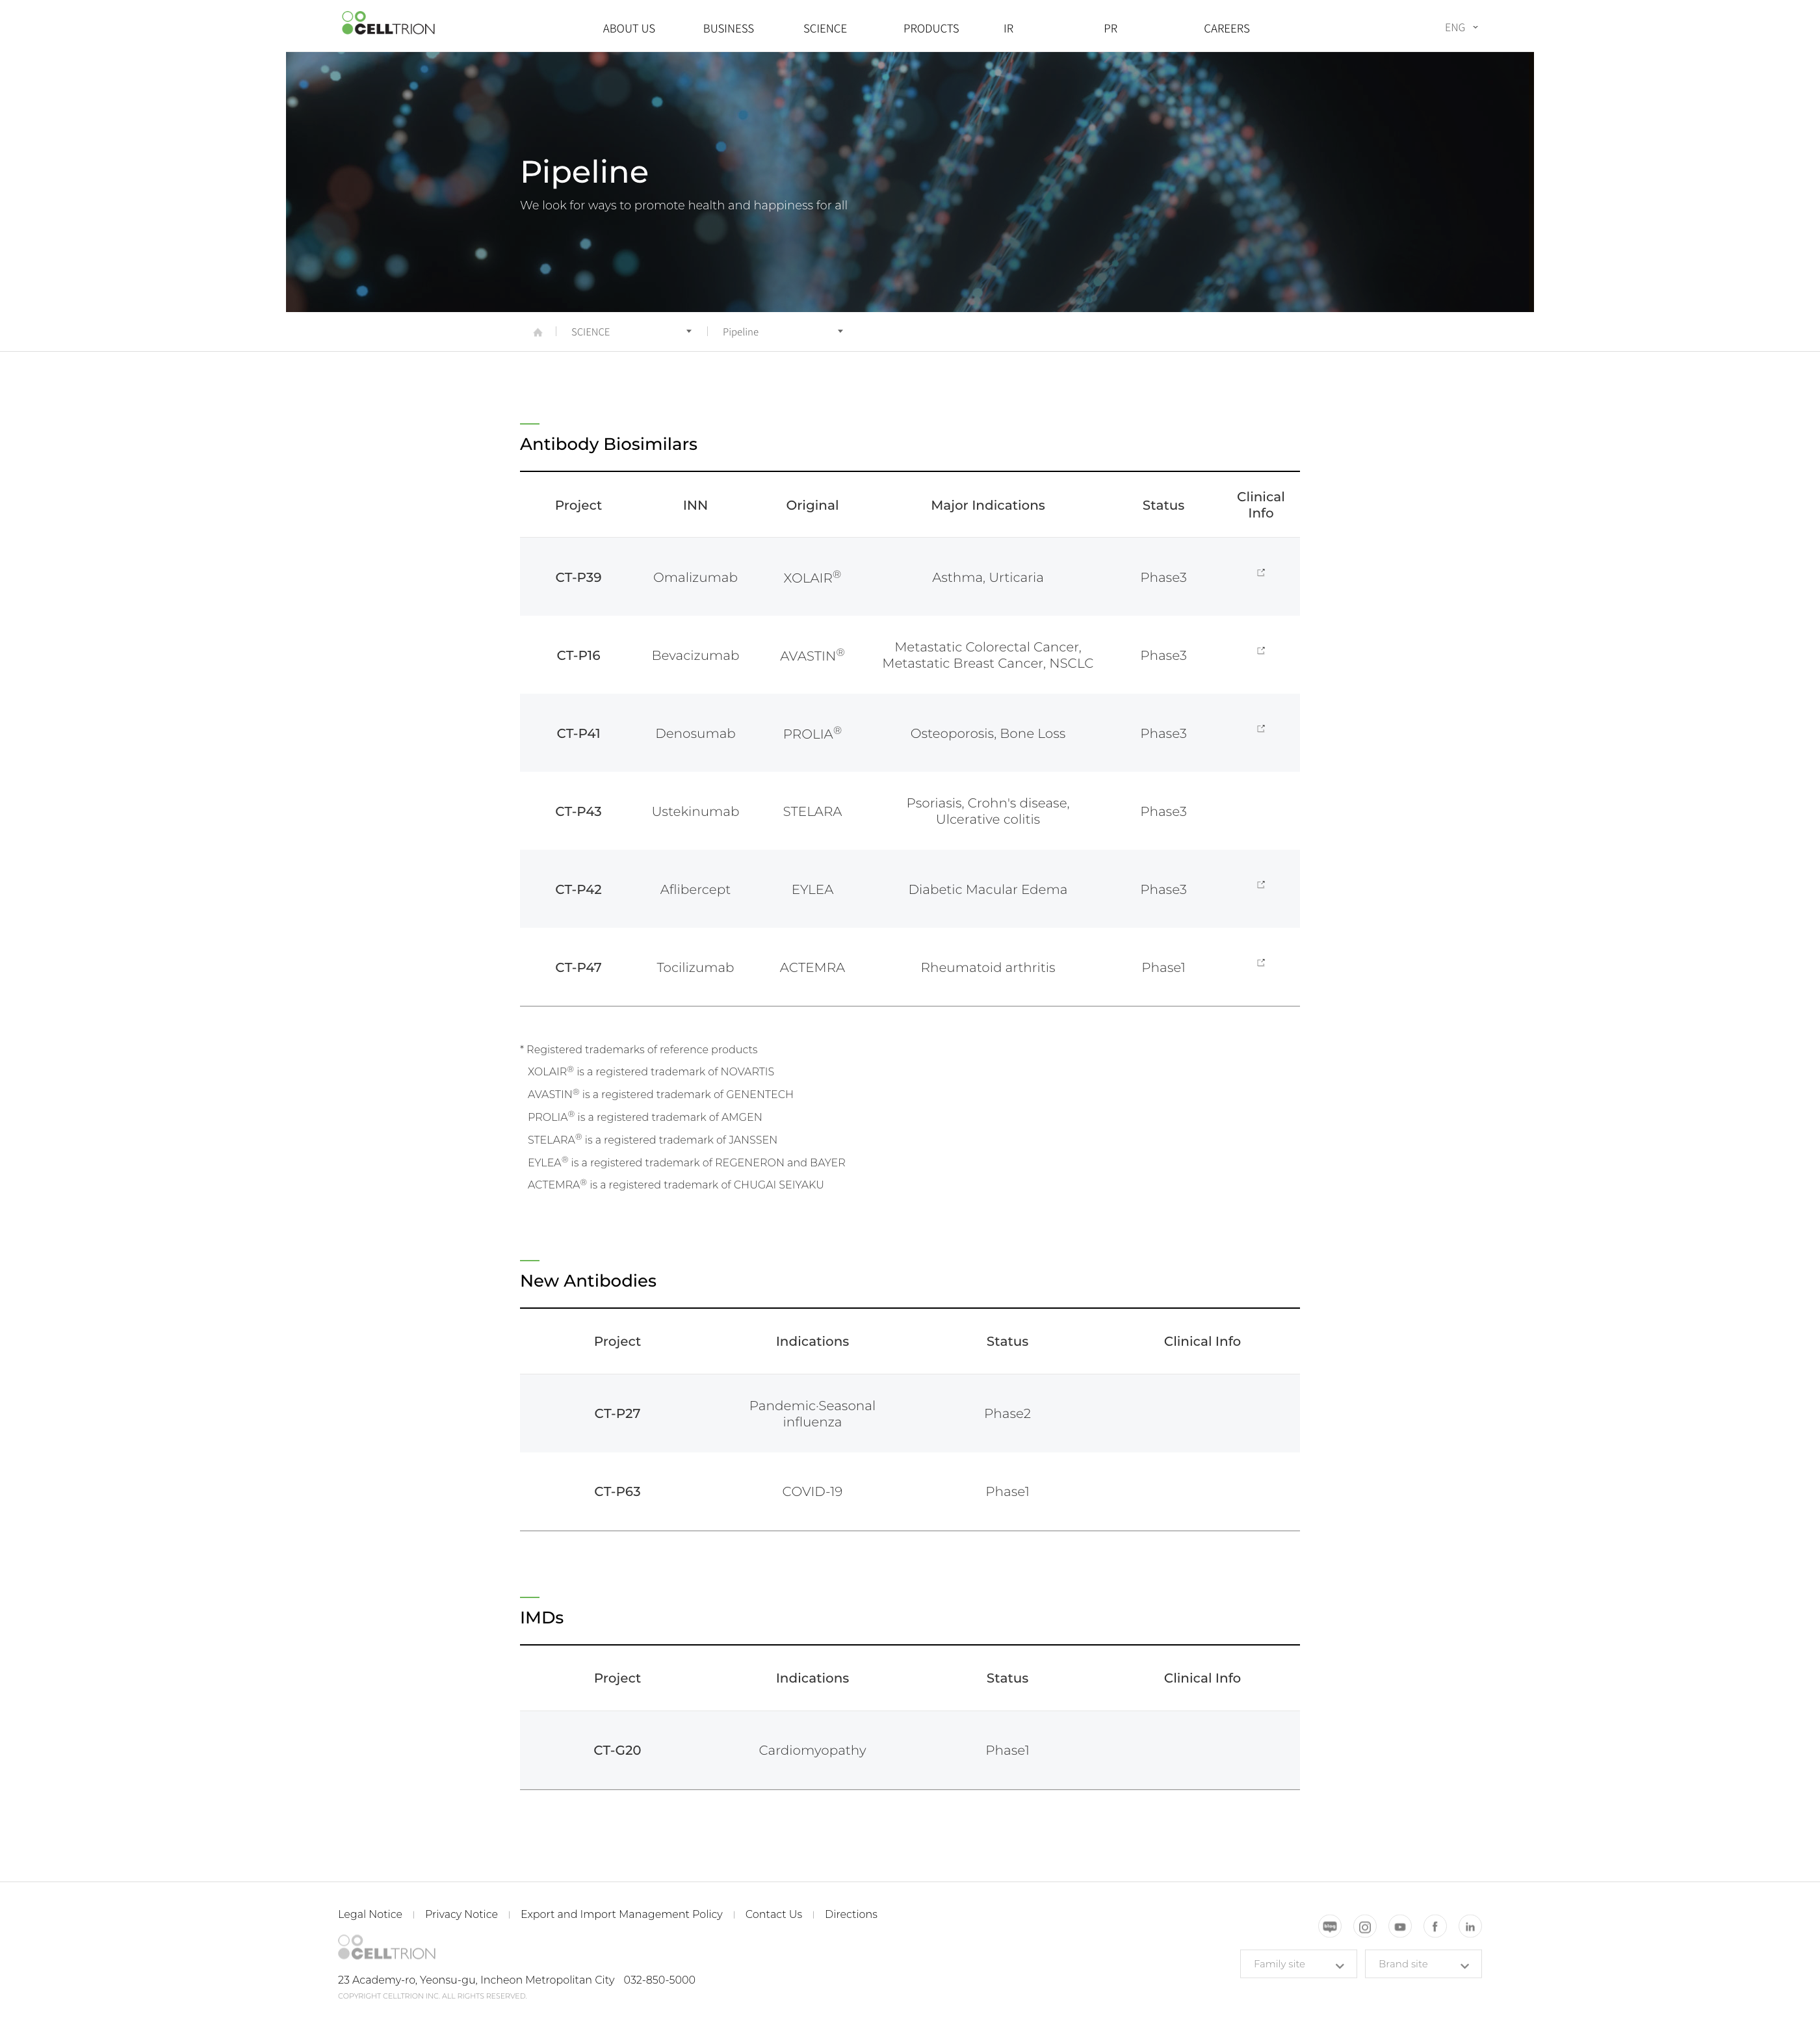 CELLTRION
ABOUT US BUSINESS SCIENCE PRODUCTS IR PR CAREERS ENG
Pipeline
We look for ways to promote health and happiness for all
SCIENCE Pipeline
Antibody Biosimilars
Project INN Original Major Indications Status Clinical Info
CT-P39 Omalizumab XOLAIR® Asthma, Urticaria Phase3
CT-P16 Bevacizumab AVASTIN® Metastatic Colorectal Cancer, Metastatic Breast Cancer, NSCLC Phase3
CT-P41 Denosumab PROLIA® Osteoporosis, Bone Loss Phase3
CT-P43 Ustekinumab STELARA Psoriasis, Crohn's disease, Ulcerative colitis Phase3
CT-P42 Aflibercept EYLEA Diabetic Macular Edema Phase3
CT-P47 Tocilizumab ACTEMRA Rheumatoid arthritis Phase1
* Registered trademarks of reference products
XOLAIR® is a registered trademark of NOVARTIS
AVASTIN® is a registered trademark of GENENTECH
PROLIA® is a registered trademark of AMGEN
STELARA® is a registered trademark of JANSSEN
EYLEA® is a registered trademark of REGENERON and BAYER
ACTEMRA® is a registered trademark of CHUGAI SEIYAKU
New Antibodies
Project Indications Status Clinical Info
CT-P27 Pandemic·Seasonal influenza Phase2
CT-P63 COVID-19 Phase1
IMDs
Project Indications Status Clinical Info
CT-G20 Cardiomyopathy Phase1
Legal Notice Privacy Notice Export and Import Management Policy Contact Us Directions
CELLTRION
Family site Brand site
23 Academy-ro, Yeonsu-gu, Incheon Metropolitan City 032-850-5000
COPYRIGHT CELLTRION INC. ALL RIGHTS RESERVED.